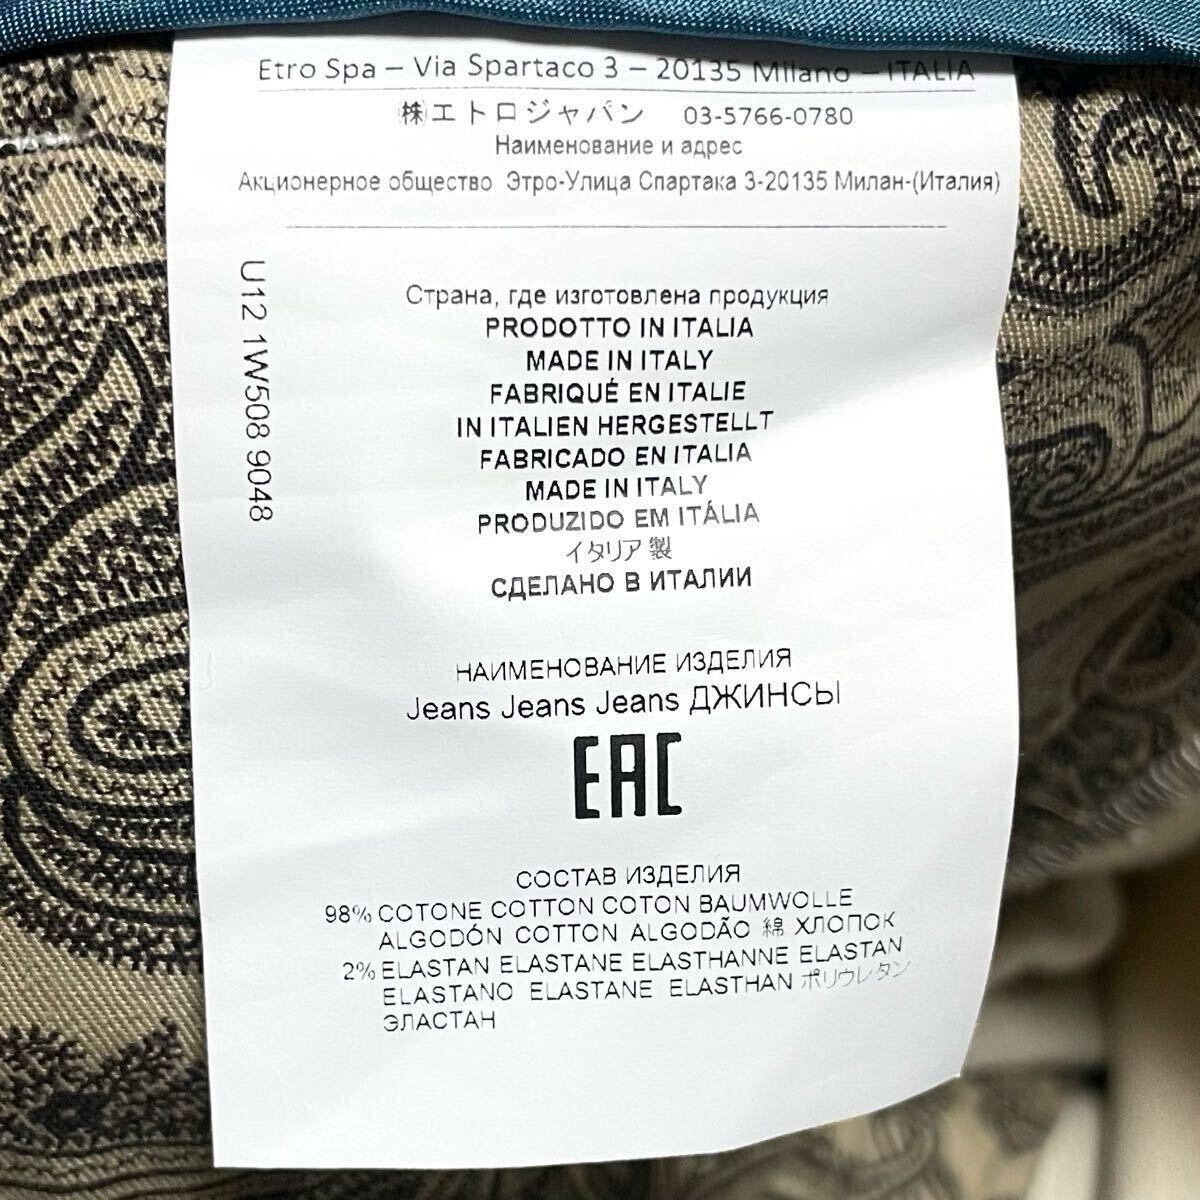 Etro Spa – Via Spartaco 3 – 20135 Milano – ITALIA
㈱エトロジャパン 03-5766-0780
Наименование и адрес
Акционерное общество Этро-Улица Спартака 3-20135 Милан-(Италия)
U12 1W508 9048
Страна, где изготовлена продукция
PRODOTTO IN ITALIA
MADE IN ITALY
FABRIQUÉ EN ITALIE
IN ITALIEN HERGESTELLT
FABRICADO EN ITALIA
MADE IN ITALY
PRODUZIDO EM ITÁLIA
イタリア製
СДЕЛАНО В ИТАЛИИ
НАИМЕНОВАНИЕ ИЗДЕЛИЯ
Jeans Jeans Jeans ДЖИНСЫ
EAC
СОСТАВ ИЗДЕЛИЯ
98% COTONE COTTON COTON BAUMWOLLE
ALGODÓN COTTON ALGODÃO 綿 ХЛОПОК
2% ELASTAN ELASTANE ELASTHANNE ELASTAN
ELASTANO ELASTANE ELASTHAN ポリウレタン
ЭЛАСТАН